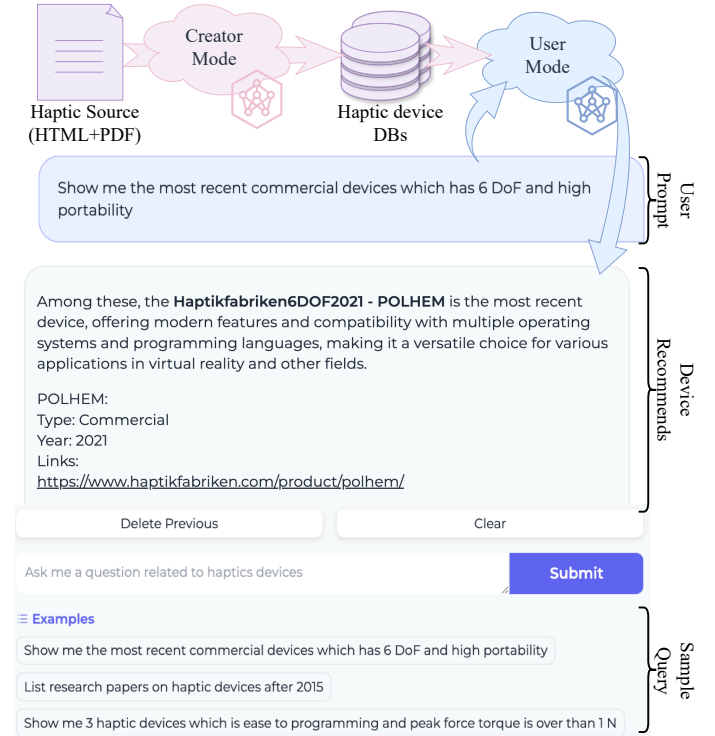 Creator
Mode
User
Mode
Haptic Source
(HTML+PDF)
Haptic device
DBs
Show me the most recent commercial devices which has 6 DoF and high
portability
User
Prompt
Among these, the Haptikfabriken6DOF2021 - POLHEM is the most recent
device, offering modern features and compatibility with multiple operating
systems and programming languages, making it a versatile choice for various
applications in virtual reality and other fields.
POLHEM:
Type: Commercial
Year: 2021
Links:
https://www.haptikfabriken.com/product/polhem/
Device
Recommends
Delete Previous
Clear
Ask me a question related to haptics devices
Submit
Examples
Show me the most recent commercial devices which has 6 DoF and high portability
List research papers on haptic devices after 2015
Show me 3 haptic devices which is ease to programming and peak force torque is over than 1 N
Sample
Query